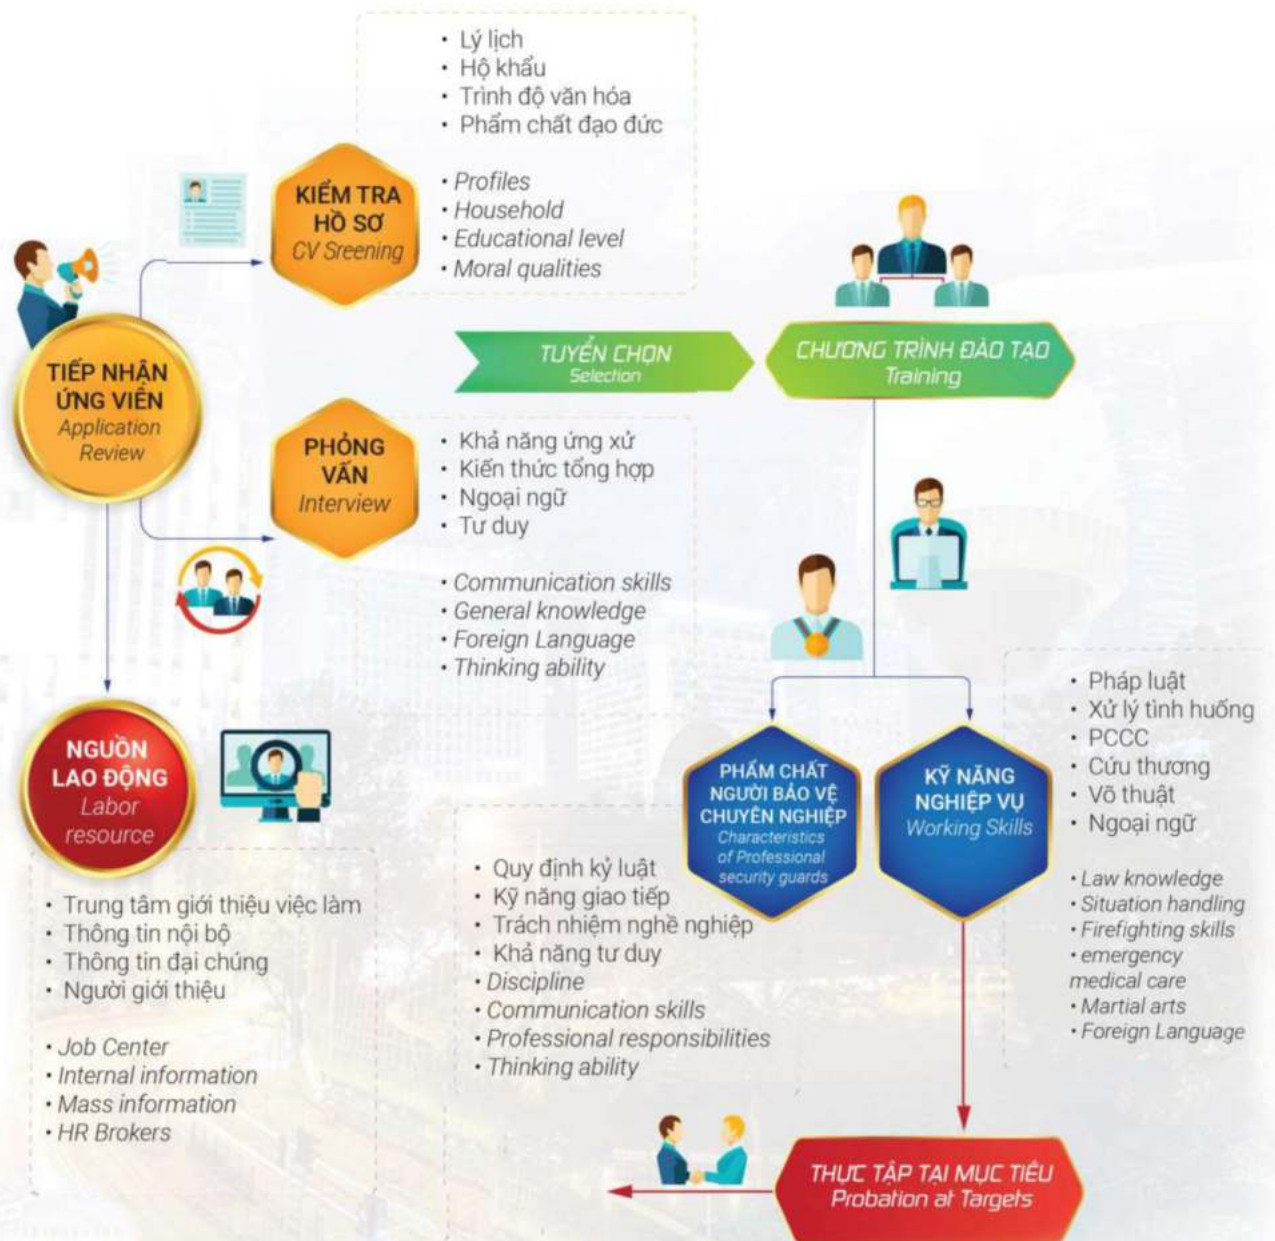 • Lý lịch
• Hộ khẩu
• Trình độ văn hóa
• Phẩm chất đạo đức
• Profiles
• Household
• Educational level
• Moral qualities
KIỂM TRA
HỒ SƠ
CV Sreening
TIẾP NHẬN
ỨNG VIÊN
Application
Review
TUYỂN CHỌN
Selection
CHƯƠNG TRÌNH ĐÀO TẠO
Training
PHỎNG
VẤN
Interview
• Khả năng ứng xử
• Kiến thức tổng hợp
• Ngoại ngữ
• Tư duy
• Communication skills
• General knowledge
• Foreign Language
• Thinking ability
NGUỒN
LAO ĐỘNG
Labor
resource
• Trung tâm giới thiệu việc làm
• Thông tin nội bộ
• Thông tin đại chúng
• Người giới thiệu
• Job Center
• Internal information
• Mass information
• HR Brokers
PHẨM CHẤT
NGƯỜI BẢO VỆ
CHUYÊN NGHIỆP
Characteristics
of Professional
security guards
• Quy định kỷ luật
• Kỹ năng giao tiếp
• Trách nhiệm nghề nghiệp
• Khả năng tư duy
• Discipline
• Communication skills
• Professional responsibilities
• Thinking ability
KỸ NĂNG
NGHIỆP VỤ
Working Skills
• Pháp luật
• Xử lý tình huống
• PCCC
• Cứu thương
• Võ thuật
• Ngoại ngữ
• Law knowledge
• Situation handling
• Firefighting skills
• emergency
medical care
• Martial arts
• Foreign Language
THỰC TẬP TẠI MỤC TIÊU
Probation at Targets